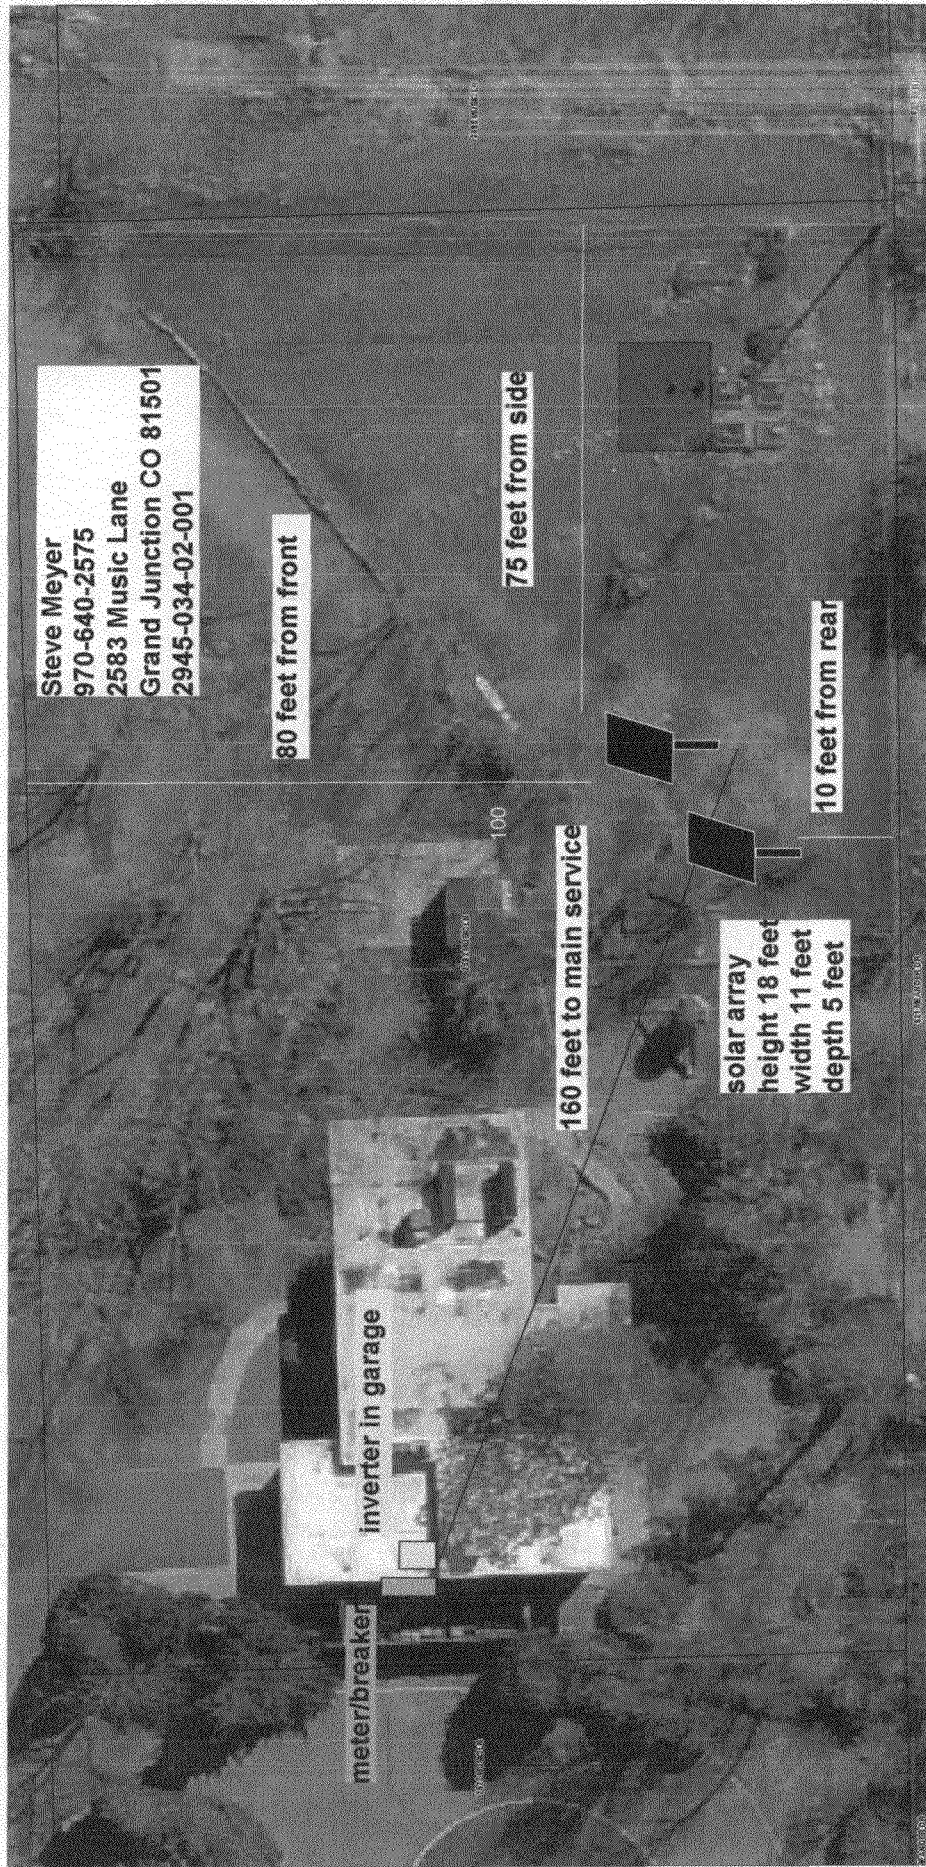 Steve Meyer
970-640-2575
2583 Music Lane
Grand Junction CO 81501
2945-034-02-001
80 feet from front
75 feet from side
10 feet from rear
100
160 feet to main service
solar array
height 18 feet
width 11 feet
depth 5 feet
inverter in garage
meter/breaker